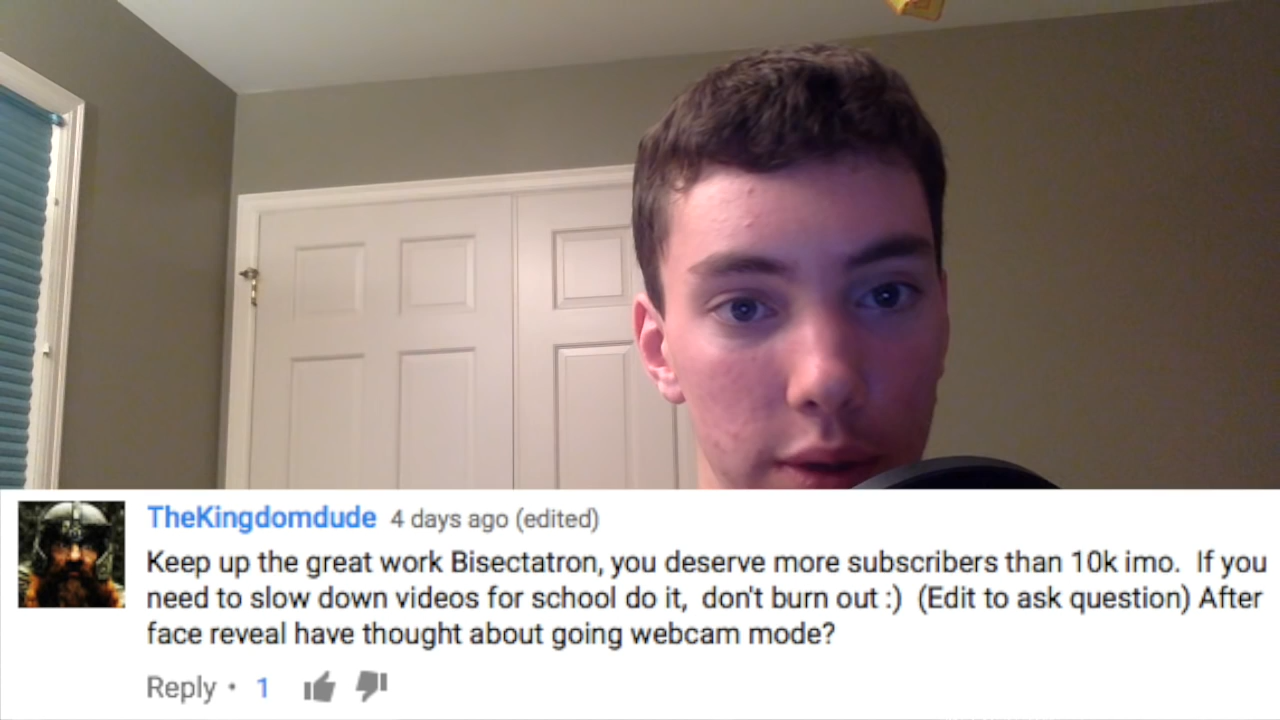 TheKingdomdude 4 days ago (edited)
Keep up the great work Bisectatron, you deserve more subscribers than 10k imo.  If you
need to slow down videos for school do it,  don't burn out :)  (Edit to ask question) After
face reveal have thought about going webcam mode?
Reply • 1